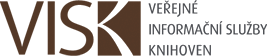 VISK
VEŘEJNÉ
INFORMAČNÍ SLUŽBY
KNIHOVEN